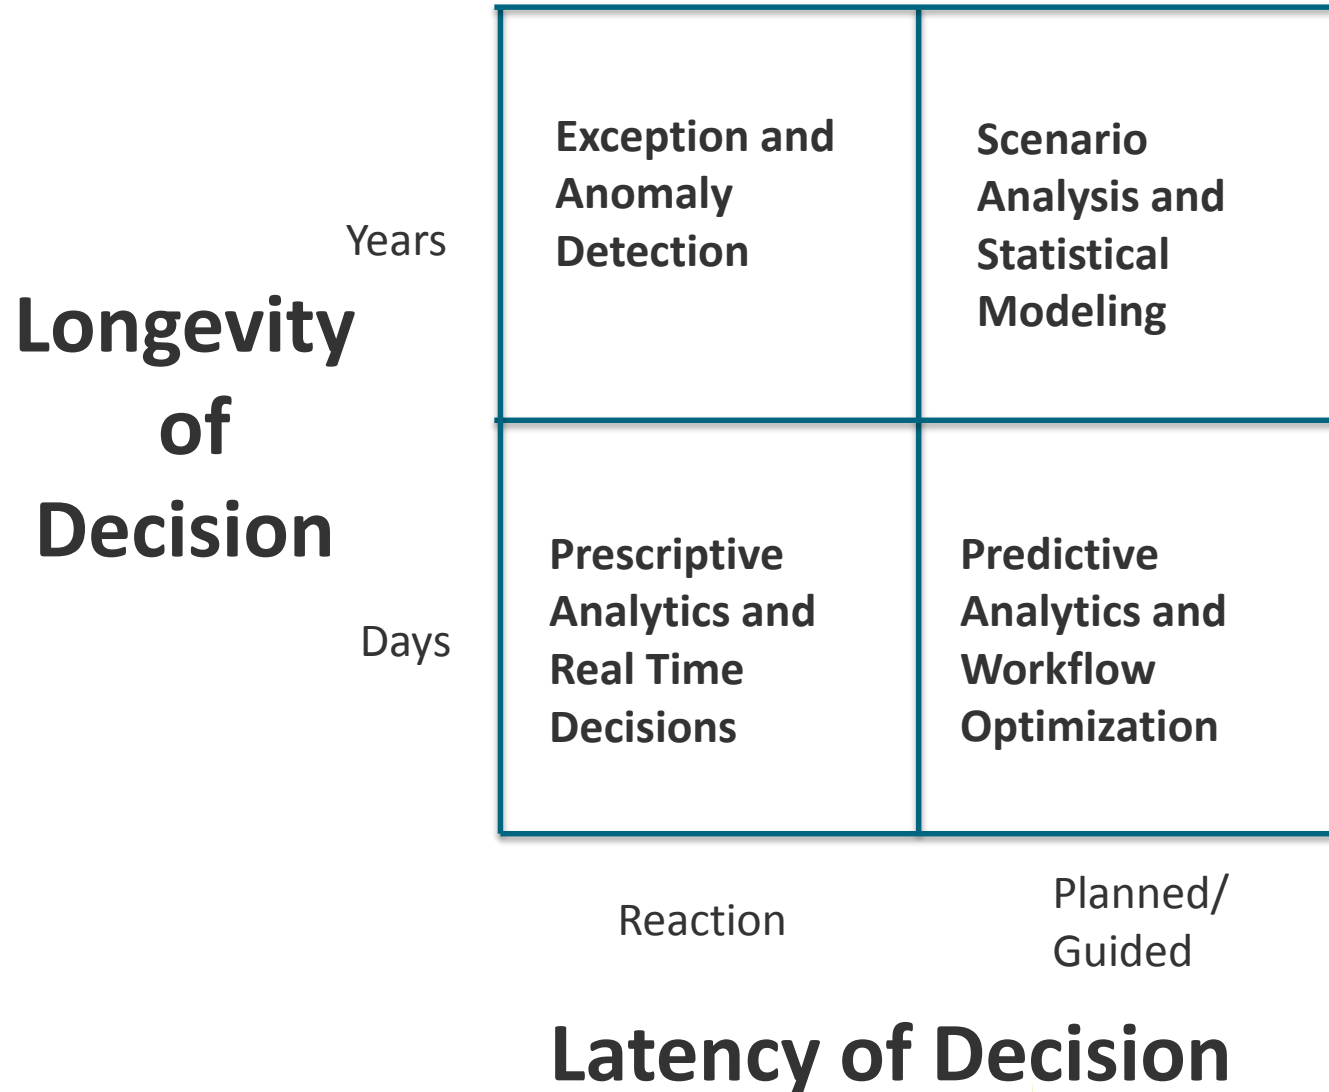 Exception and
Anomaly
Detection
Scenario
Analysis and
Statistical
Modeling
Years
Longevity
of
Decision
Days
Prescriptive
Analytics and
Real Time
Decisions
Predictive
Analytics and
Workflow
Optimization
Reaction
Planned/
Guided
Latency of Decision